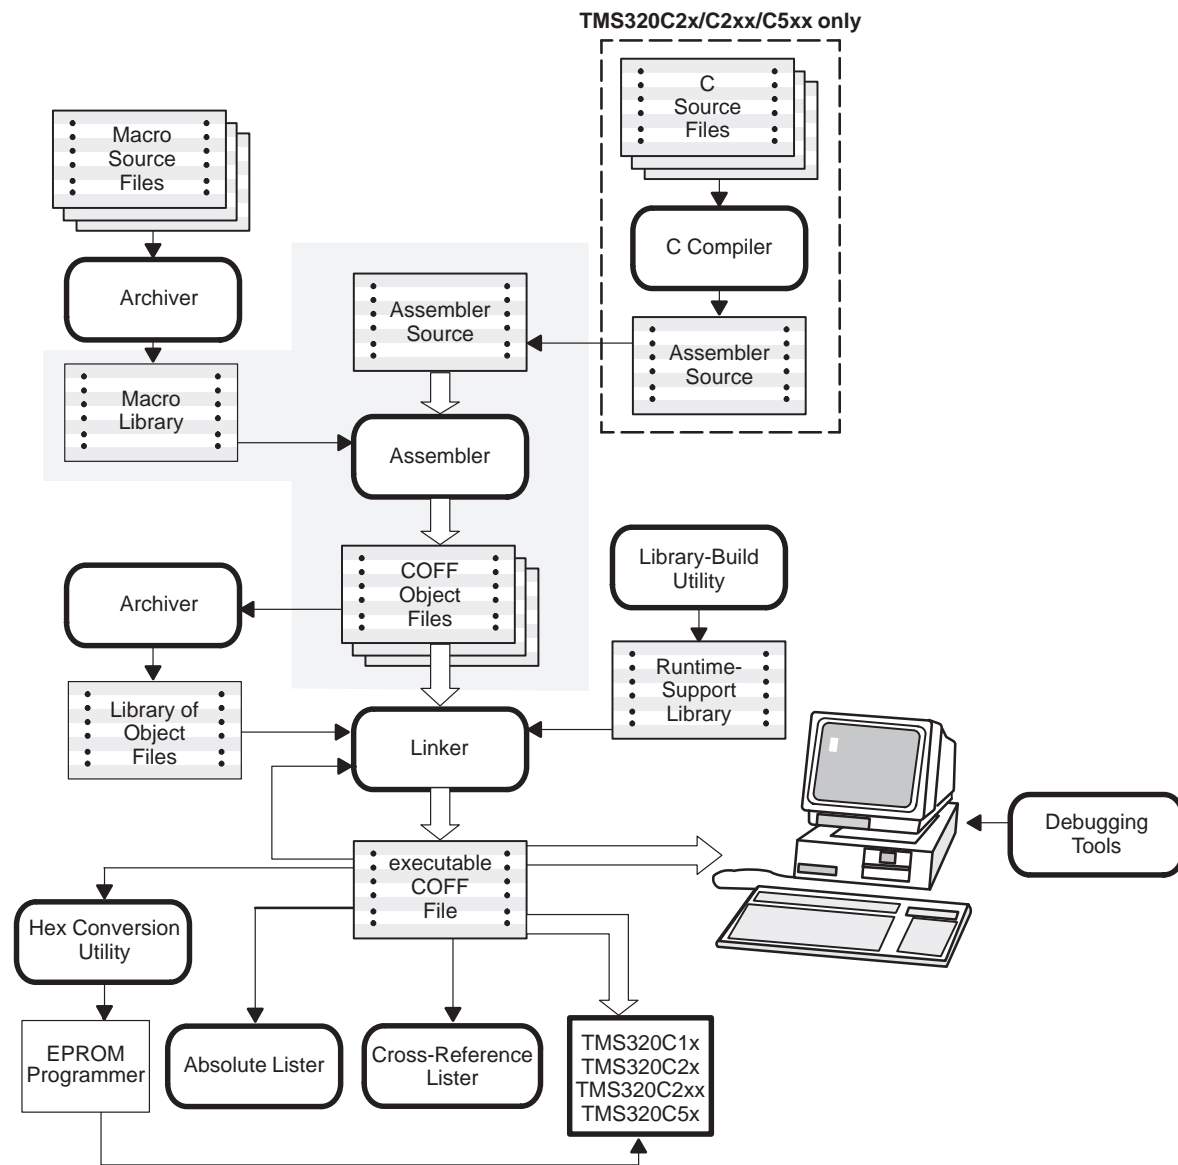 TMS320C2x/C2xx/C5xx only
C
Source
Files
Macro
Source
Files
C Compiler
Archiver
Assembler
Source
Assembler
Source
Macro
Library
Assembler
COFF
Object
Files
Library-Build
Utility
Archiver
Runtime-
Support
Library
Library of
Object
Files
Linker
Debugging
Tools
executable
COFF
File
Hex Conversion
Utility
EPROM
Programmer
Absolute Lister
Cross-Reference
Lister
TMS320C1x
TMS320C2x
TMS320C2xx
TMS320C5x